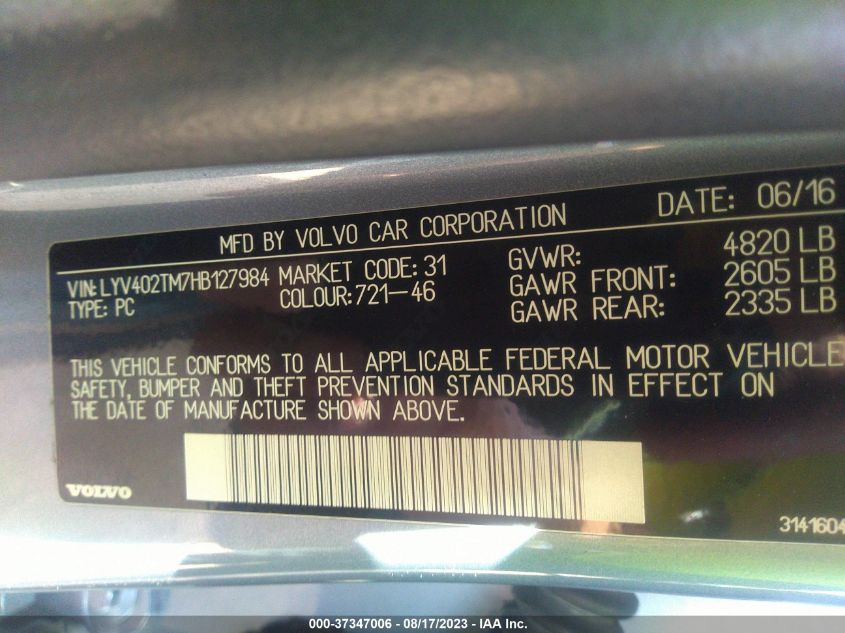 MFD BY VOLVO CAR CORPORATION DATE: 06/16
VIN: LYV402TM7HB127984 MARKET CODE: 31 GVWR: 4820 LB
TYPE: PC COLOUR:721-46 GAWR FRONT: 2605 LB
GAWR REAR: 2335 LB
THIS VEHICLE CONFORMS TO ALL APPLICABLE FEDERAL MOTOR VEHICLE
SAFETY, BUMPER AND THEFT PREVENTION STANDARDS IN EFFECT ON
THE DATE OF MANUFACTURE SHOWN ABOVE.
VOLVO
3141604
000-37347006 - 08/17/2023 - IAA Inc.